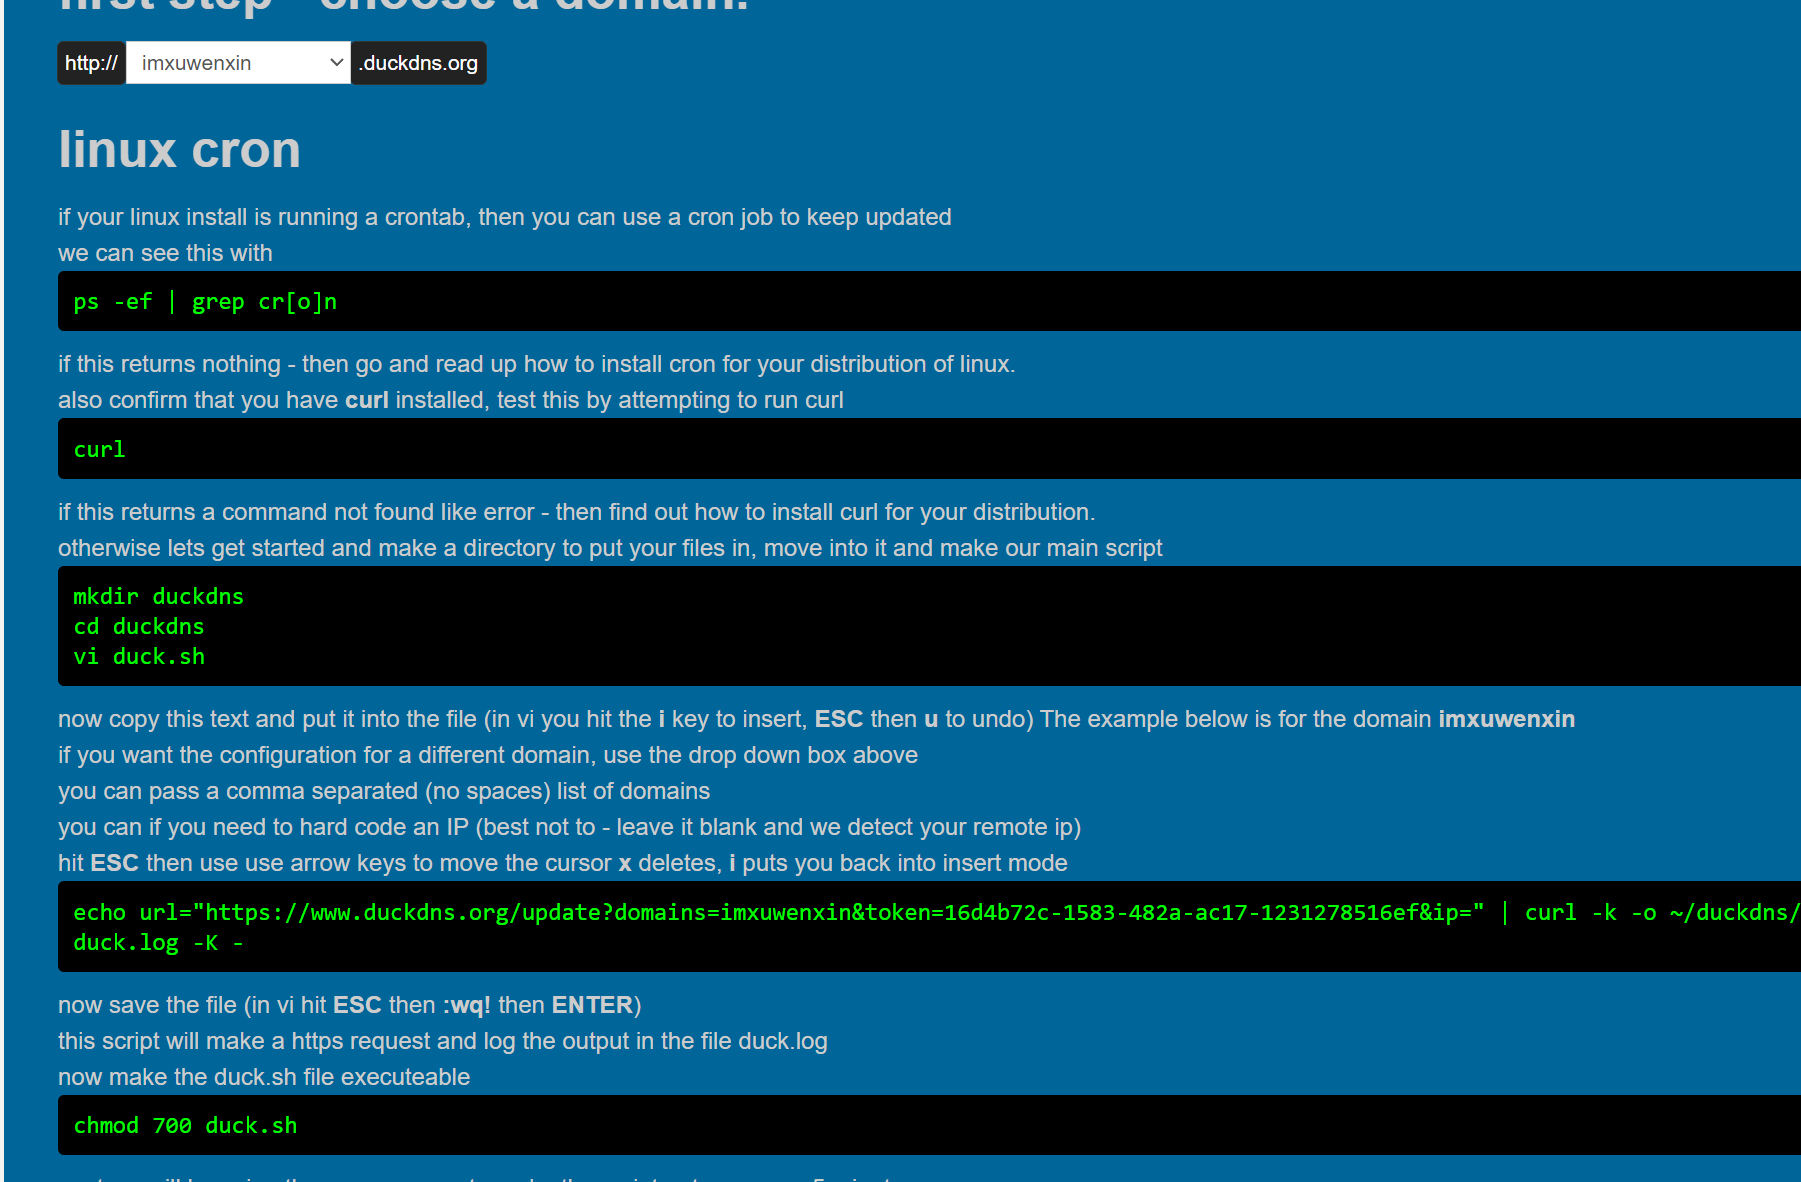 first step - choose a domain.
http:// imxuwenxin .duckdns.org
linux cron
if your linux install is running a crontab, then you can use a cron job to keep updated
we can see this with
ps -ef | grep cr[o]n
if this returns nothing - then go and read up how to install cron for your distribution of linux.
also confirm that you have curl installed, test this by attempting to run curl
curl
if this returns a command not found like error - then find out how to install curl for your distribution.
otherwise lets get started and make a directory to put your files in, move into it and make our main script
mkdir duckdns
cd duckdns
vi duck.sh
now copy this text and put it into the file (in vi you hit the i key to insert, ESC then u to undo) The example below is for the domain imxuwenxin
if you want the configuration for a different domain, use the drop down box above
you can pass a comma separated (no spaces) list of domains
you can if you need to hard code an IP (best not to - leave it blank and we detect your remote ip)
hit ESC then use use arrow keys to move the cursor x deletes, i puts you back into insert mode
echo url="https://www.duckdns.org/update?domains=imxuwenxin&token=16d4b72c-1583-482a-ac17-1231278516ef&ip=" | curl -k -o ~/duckdns/
duck.log -K -
now save the file (in vi hit ESC then :wq! then ENTER)
this script will make a https request and log the output in the file duck.log
now make the duck.sh file executeable
chmod 700 duck.sh